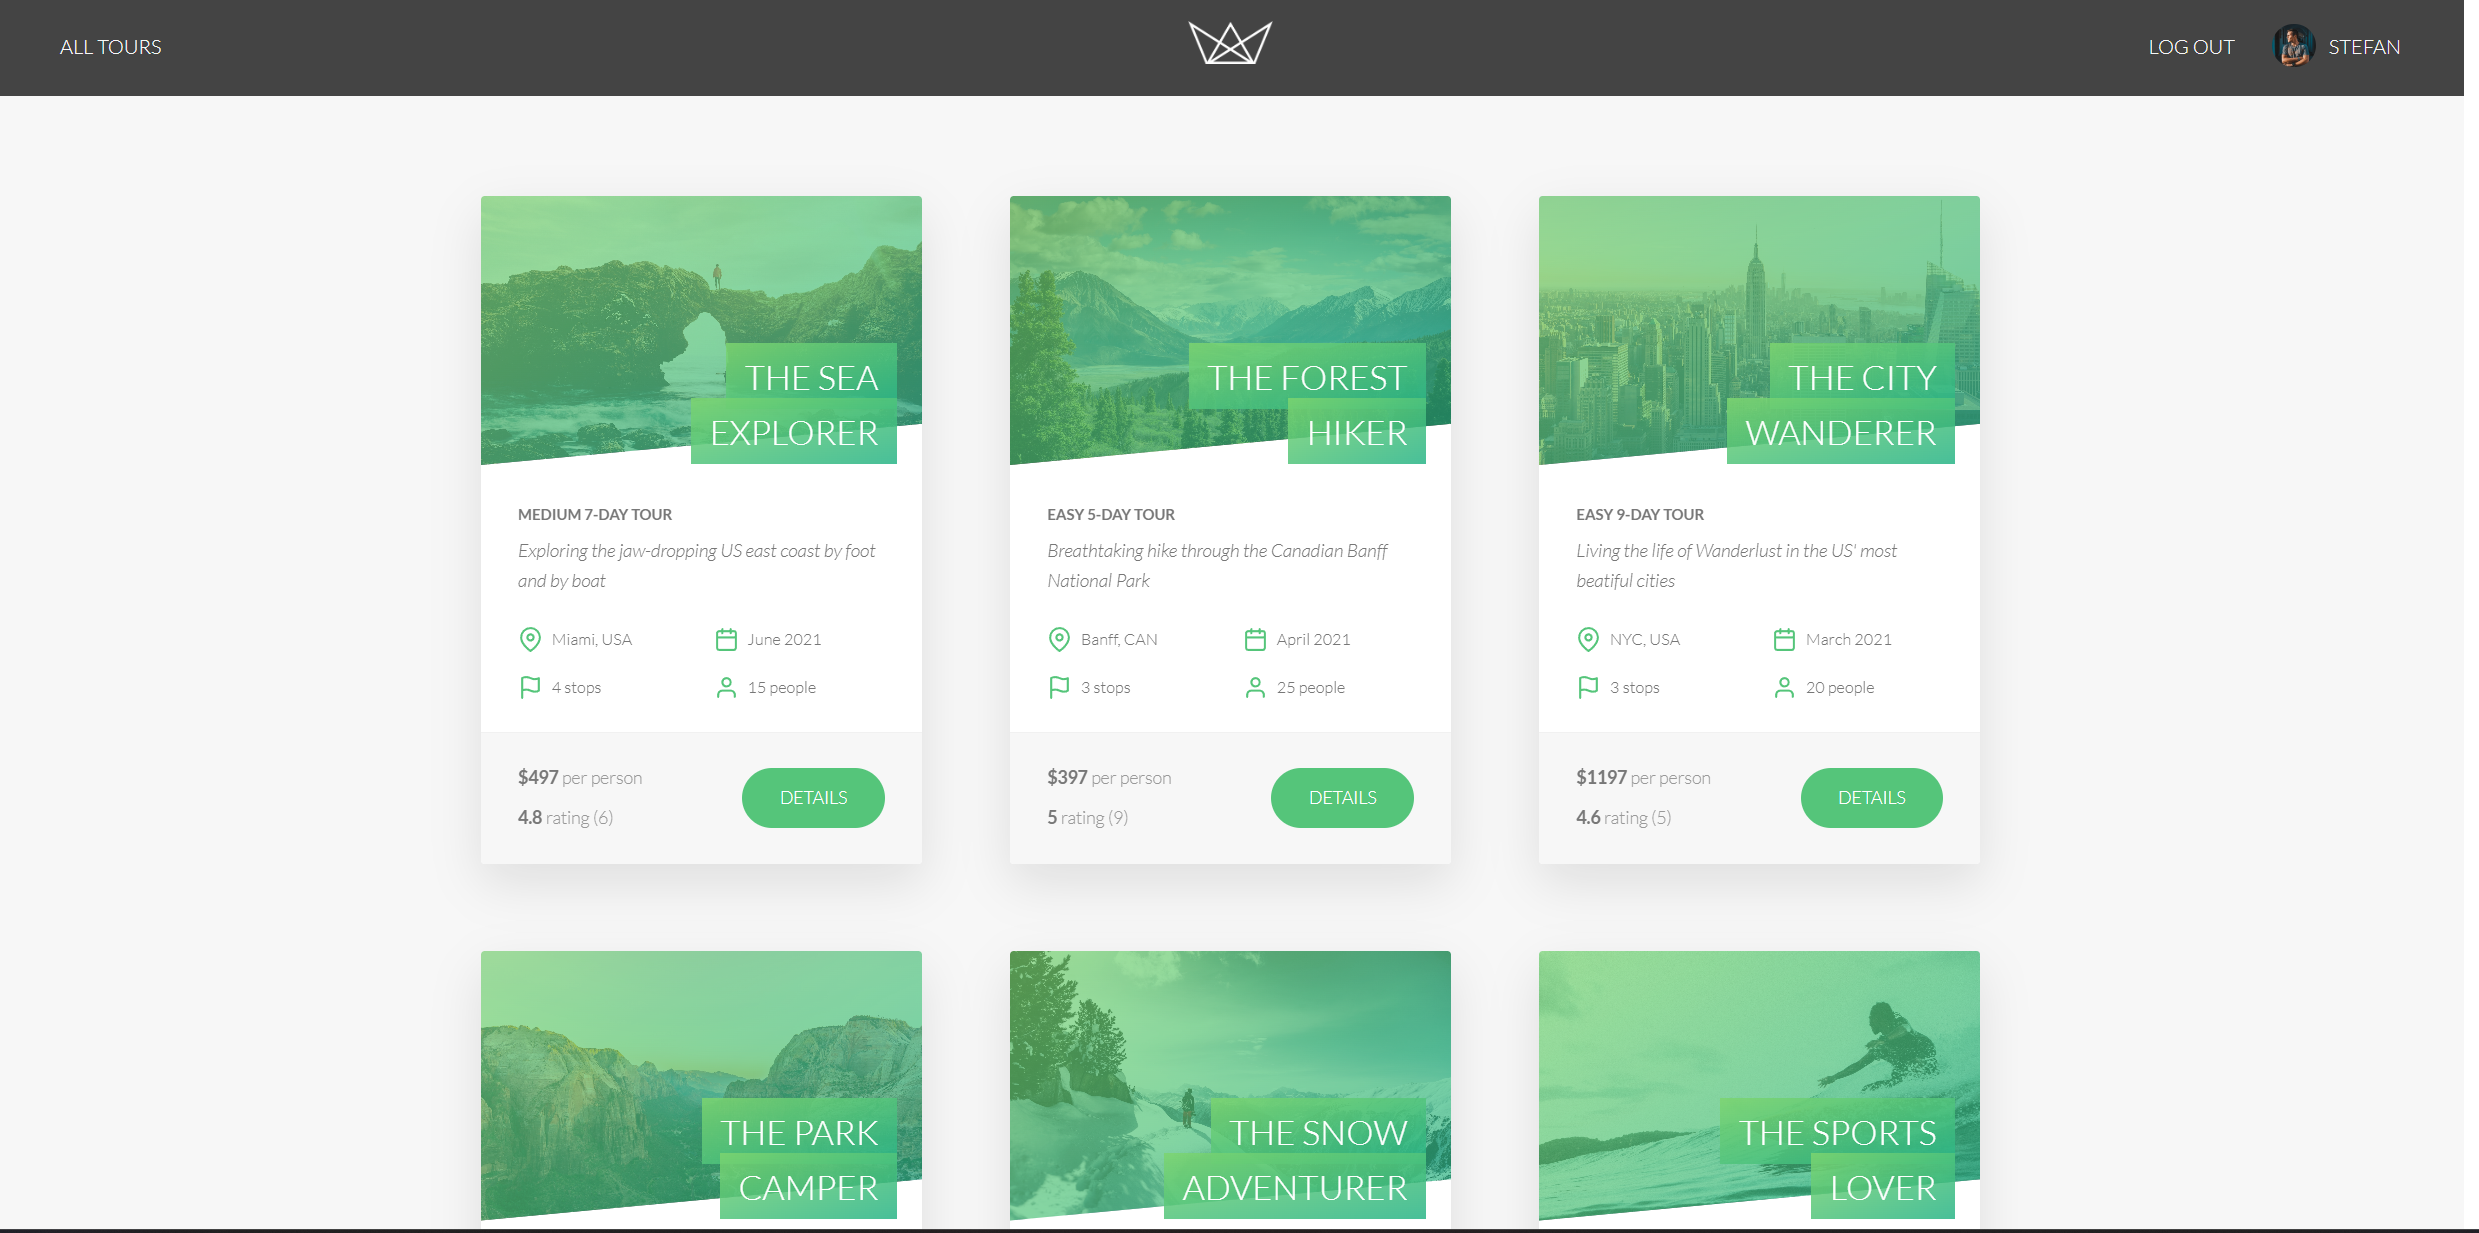 ALL TOURS
LOG OUT
STEFAN
THE SEA
EXPLORER
MEDIUM 7-DAY TOUR
Exploring the jaw-dropping US east coast by foot
and by boat
Miami, USA
June 2021
4 stops
15 people
$497 per person
4.8 rating (6)
DETAILS
THE FOREST
HIKER
EASY 5-DAY TOUR
Breathtaking hike through the Canadian Banff
National Park
Banff, CAN
April 2021
3 stops
25 people
$397 per person
5 rating (9)
DETAILS
THE CITY
WANDERER
EASY 9-DAY TOUR
Living the life of Wanderlust in the US' most
beatiful cities
NYC, USA
March 2021
3 stops
20 people
$1197 per person
4.6 rating (5)
DETAILS
THE PARK
CAMPER
THE SNOW
ADVENTURER
THE SPORTS
LOVER